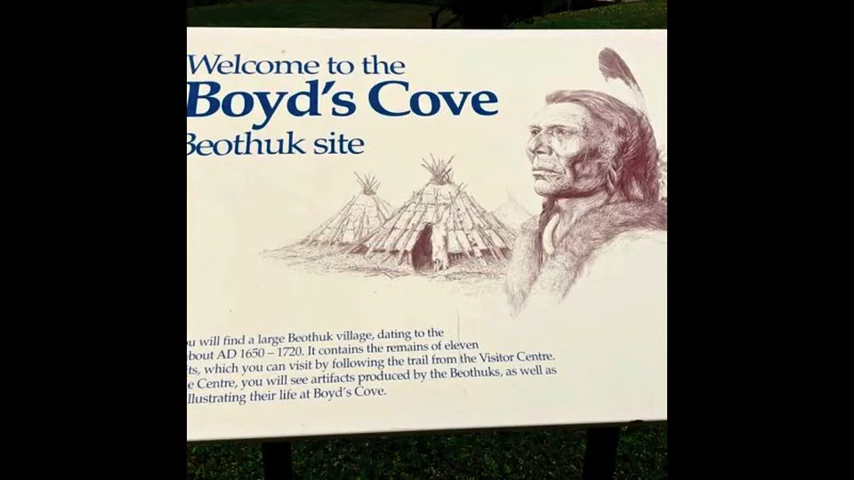 Welcome to the
Boyd's Cove
Beothuk site
u will find a large Beothuk village, dating to the
bout AD 1650 – 1720. It contains the remains of eleven
ts, which you can visit by following the trail from the Visitor Centre.
e Centre, you will see artifacts produced by the Beothuks, as well as
llustrating their life at Boyd's Cove.